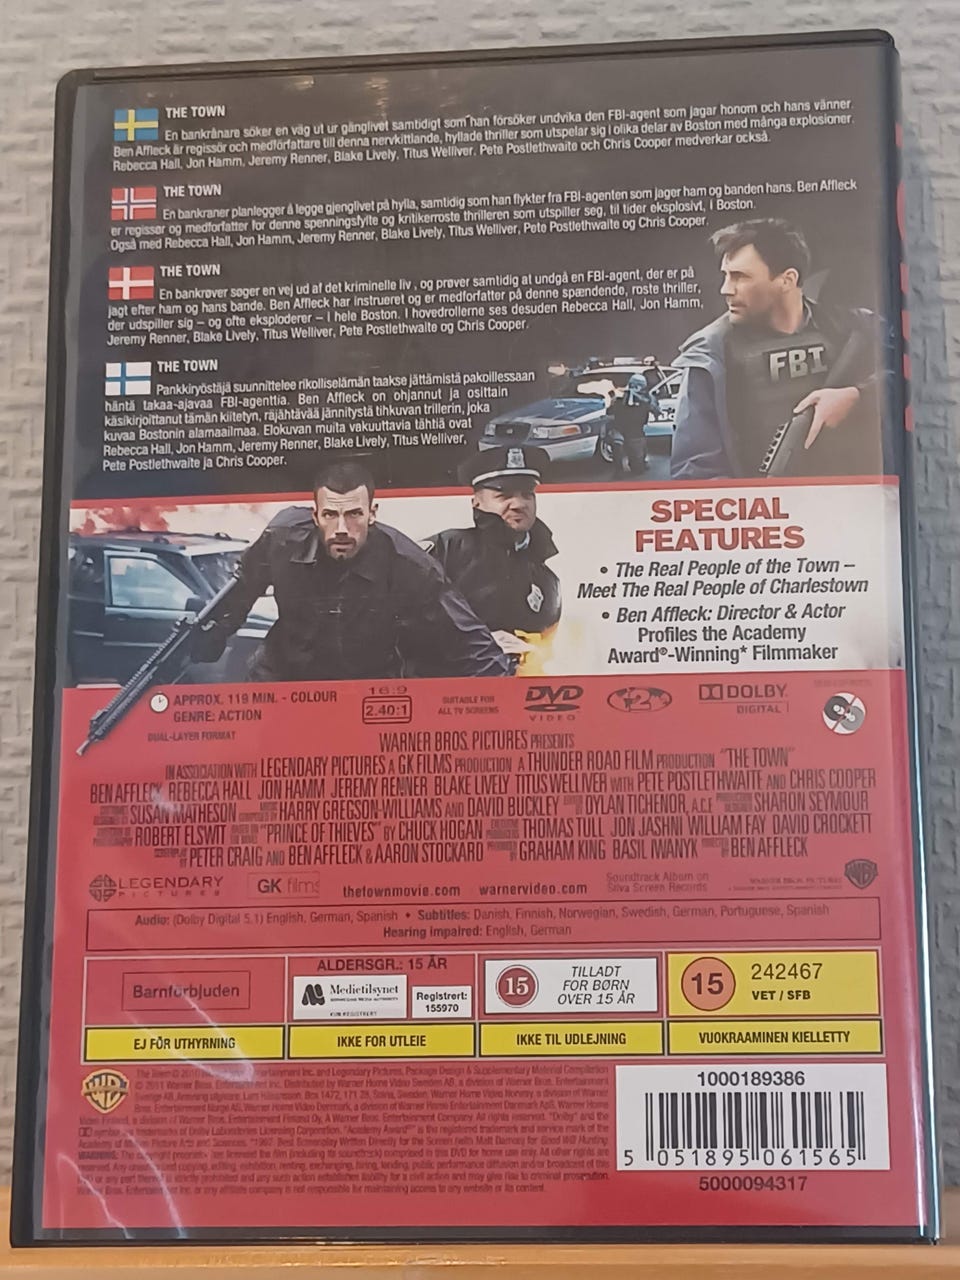 THE TOWN
En bankrånare söker en väg ut ur gänglivet samtidigt som han försöker undvika den FBI-agent som jagar honom och hans vänner.
Ben Affleck är regissör och medförfattare till denna nervkittlande, hyllade thriller som utspelar sig i olika delar av Boston med många explosioner.
Rebecca Hall, Jon Hamm, Jeremy Renner, Blake Lively, Titus Welliver, Pete Postlethwaite och Chris Cooper medverkar också.
THE TOWN
En bankraner planlegger å legge gjenglivet på hylla, samtidig som han flykter fra FBI-agenten som jager ham og banden hans. Ben Affleck
er regissør og medforfatter for denne spenningsfylte og kritikerroste thrilleren som utspiller seg, til tider eksplosivt, i Boston.
Også med Rebecca Hall, Jon Hamm, Jeremy Renner, Blake Lively, Titus Welliver, Pete Postlethwaite og Chris Cooper.
THE TOWN
En bankrøver søger en vej ud af det kriminelle liv , og prøver samtidig at undgå en FBI-agent, der er på
jagt efter ham og hans bande. Ben Affleck har instrueret og er medforfatter på denne spændende, roste thriller,
der udspiller sig – og ofte eksploderer – i hele Boston. I hovedrollerne ses desuden Rebecca Hall, Jon Hamm,
Jeremy Renner, Blake Lively, Titus Welliver, Pete Postlethwaite og Chris Cooper.
THE TOWN
Pankkiryöstäjä suunnittelee rikolliselämän taakse jättämistä pakoillessaan
häntä takaa-ajavaa FBI-agenttia. Ben Affleck on ohjannut ja osittain
käsikirjoittanut tämän kiitetyn, räjähtävää jännitystä tihkuvan trillerin, joka
kuvaa Bostonin alamaailmaa. Elokuvan muita vakuuttavia tähtiä ovat
Rebecca Hall, Jon Hamm, Jeremy Renner, Blake Lively, Titus Welliver,
Pete Postlethwaite ja Chris Cooper.
FBI
SPECIAL
FEATURES
• The Real People of the Town –
Meet The Real People of Charlestown
• Ben Affleck: Director & Actor
Profiles the Academy
Award®-Winning* Filmmaker
APPROX. 119 MIN. - COLOUR
GENRE: ACTION
DUAL-LAYER FORMAT
16:9
2.40:1
SUITABLE FOR
ALL TV SCREENS
DVD
VIDEO
2
DOLBY
DIGITAL
WARNER BROS. PICTURES PRESENTS
IN ASSOCIATION WITH LEGENDARY PICTURES A GK FILMS PRODUCTION A THUNDER ROAD FILM PRODUCTION "THE TOWN"
BEN AFFLECK REBECCA HALL JON HAMM JEREMY RENNER BLAKE LIVELY TITUS WELLIVER WITH PETE POSTLETHWAITE AND CHRIS COOPER
SUSAN MATHESON HARRY GREGSON-WILLIAMS AND DAVID BUCKLEY DYLAN TICHENOR, A.C.E. SHARON SEYMOUR
ROBERT ELSWIT "PRINCE OF THIEVES" BY CHUCK HOGAN THOMAS TULL JON JASHNI WILLIAM FAY DAVID CROCKETT
PETER CRAIG AND BEN AFFLECK & AARON STOCKARD GRAHAM KING BASIL IWANYK BEN AFFLECK
LEGENDARY
PICTURES
GK films
thetownmovie.com warnervideo.com
Soundtrack Album on
Silva Screen Records
Audio: (Dolby Digital 5.1) English, German, Spanish • Subtitles: Danish, Finnish, Norwegian, Swedish, German, Portuguese, Spanish
Hearing impaired: English, German
Barnförbjuden
ALDERSGR.: 15 ÅR
Medietilsynet
Registrert:
155970
15
TILLADT
FOR BØRN
OVER 15 ÅR
15
242467
VET / SFB
EJ FÖR UTHYRNING
IKKE FOR UTLEIE
IKKE TIL UDLEJNING
VUOKRAAMINEN KIELLETTY
1000189386
5 051895 061565
5000094317